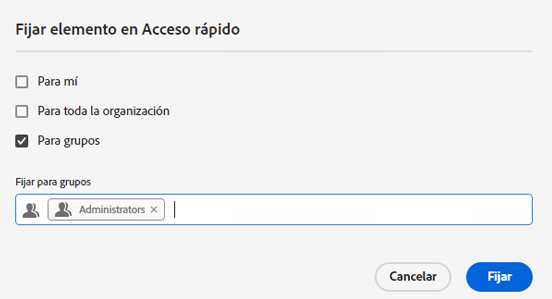 Fijar elemento en Acceso rápido
Para mí
Para toda la organización
Para grupos
Fijar para grupos
Administrators
Cancelar Fijar